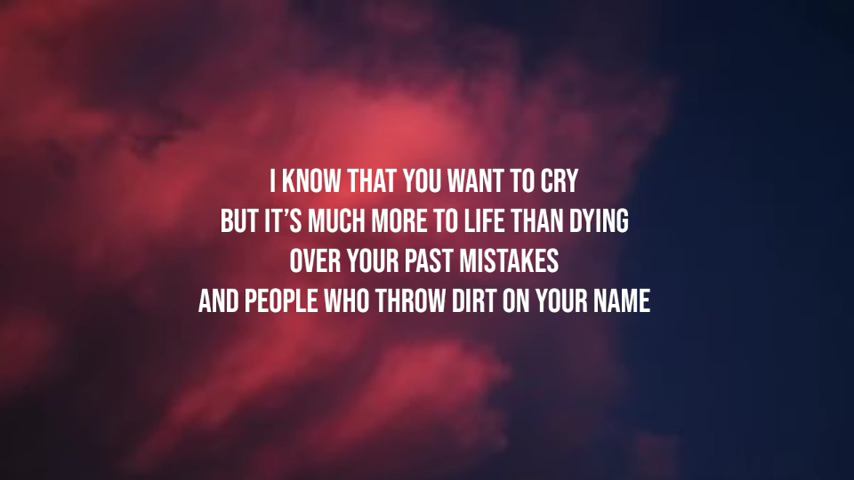 I KNOW THAT YOU WANT TO CRY
BUT IT'S MUCH MORE TO LIFE THAN DYING
OVER YOUR PAST MISTAKES
AND PEOPLE WHO THROW DIRT ON YOUR NAME